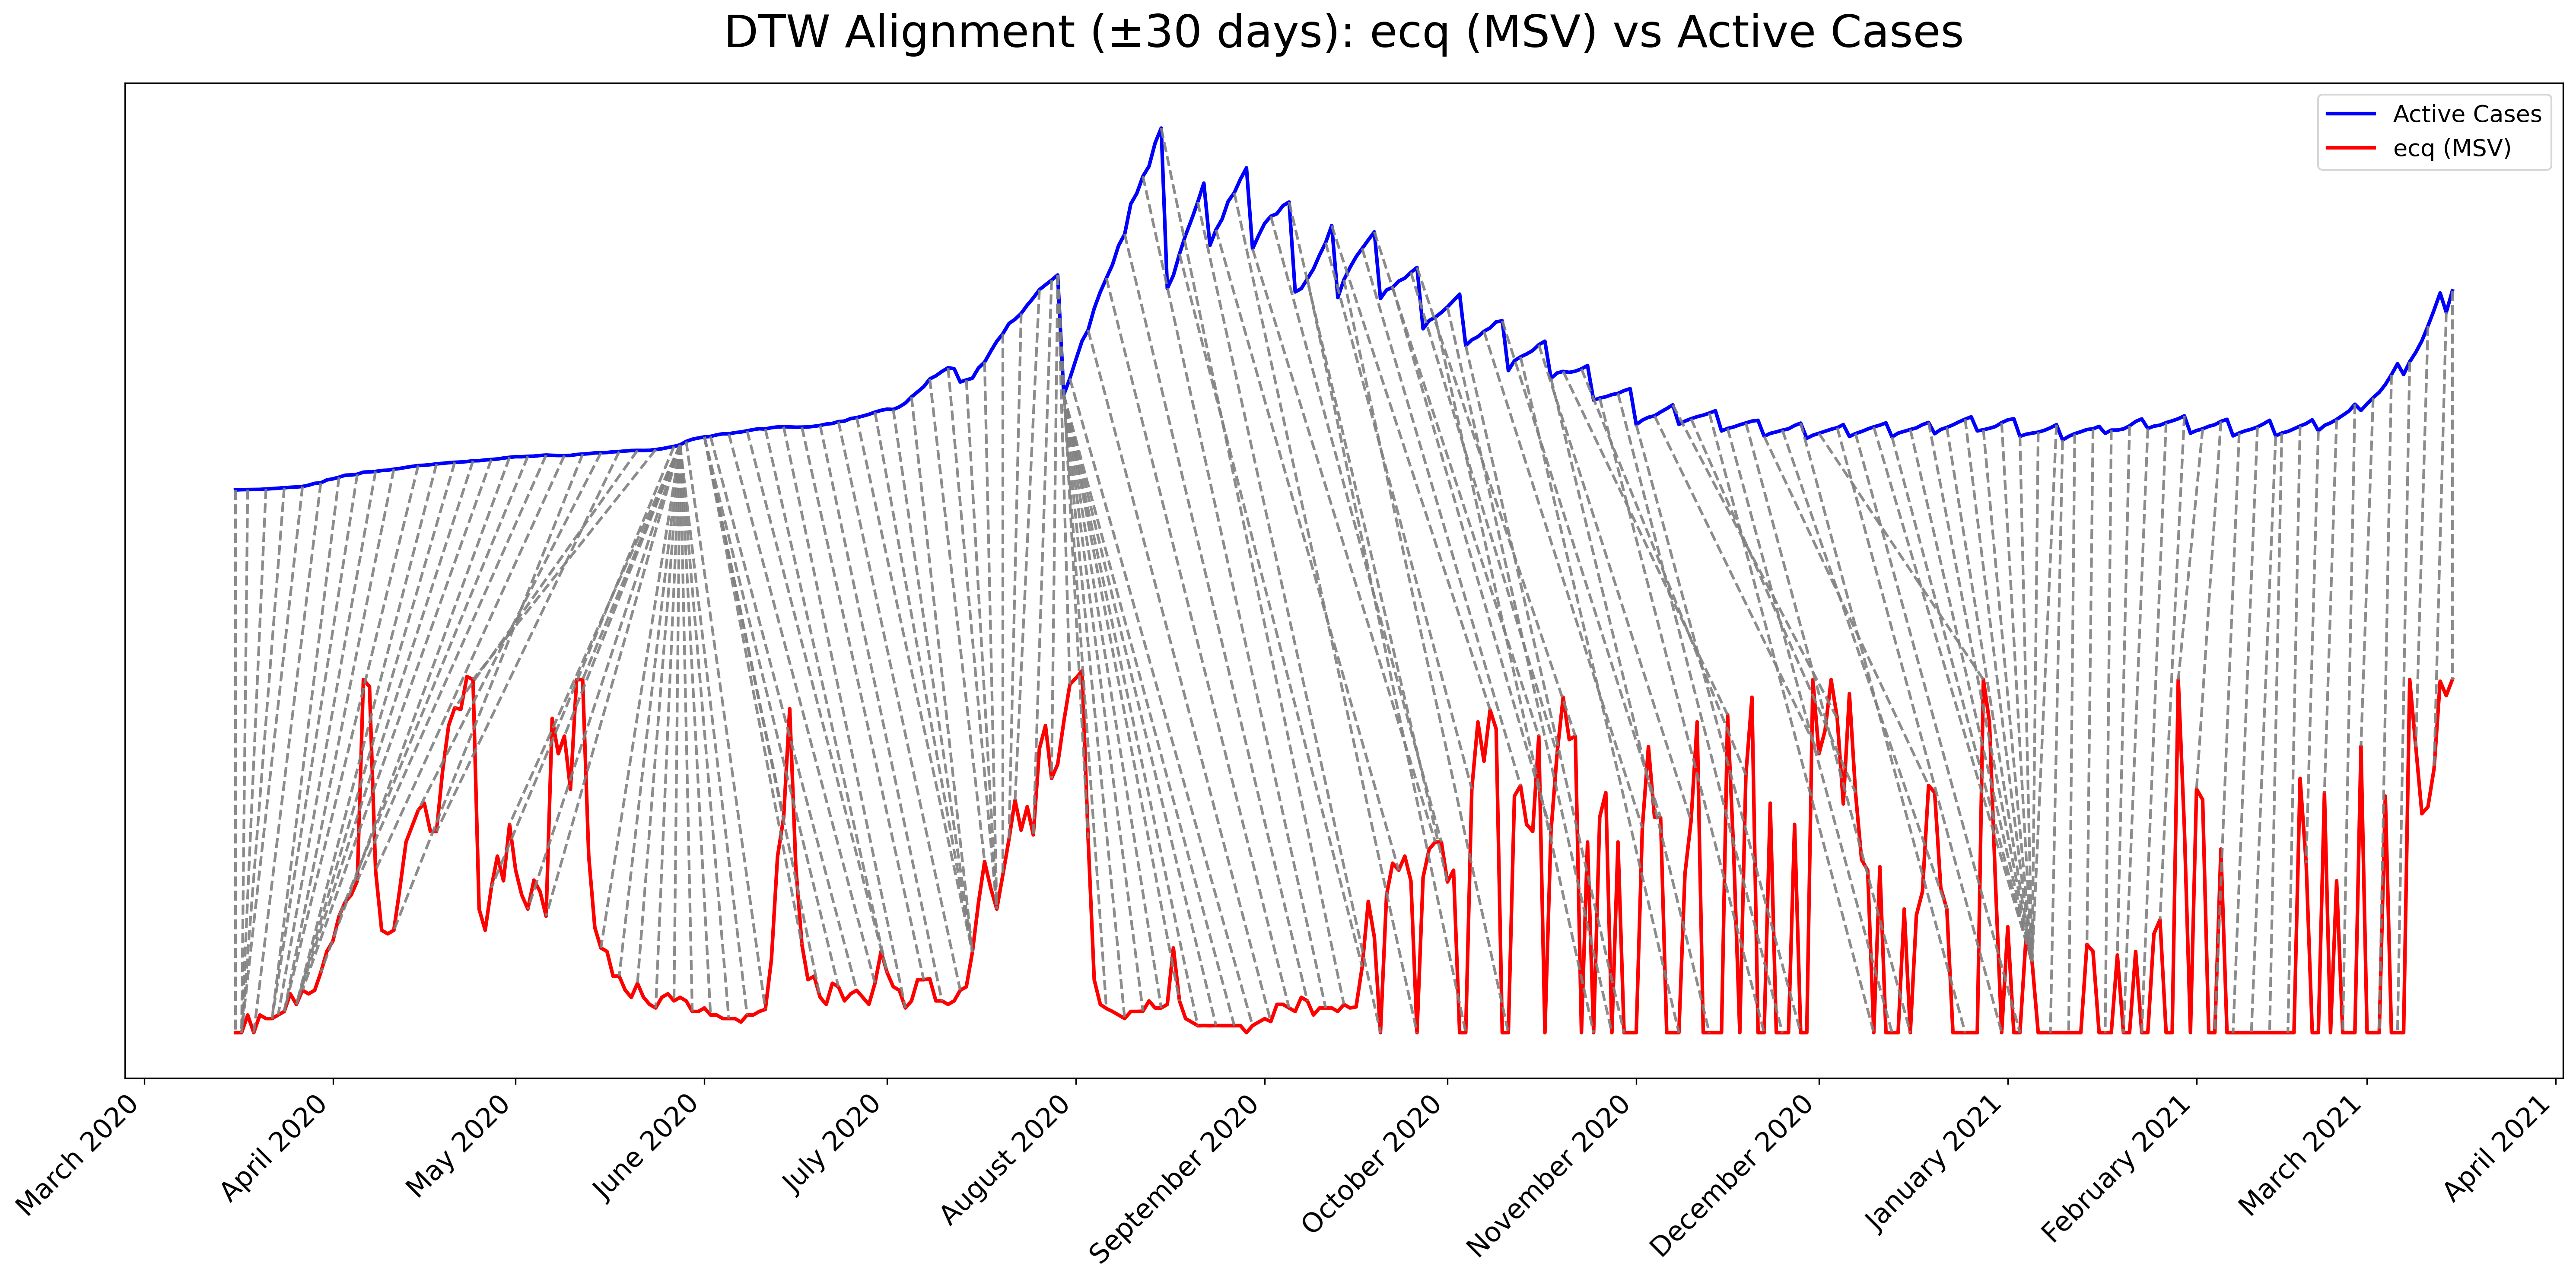 DTW Alignment (±30 days): ecq (MSV) vs Active Cases
Active Cases
ecq (MSV)
March 2020
April 2020
May 2020
June 2020
July 2020
August 2020
September 2020
October 2020
November 2020
December 2020
January 2021
February 2021
March 2021
April 2021